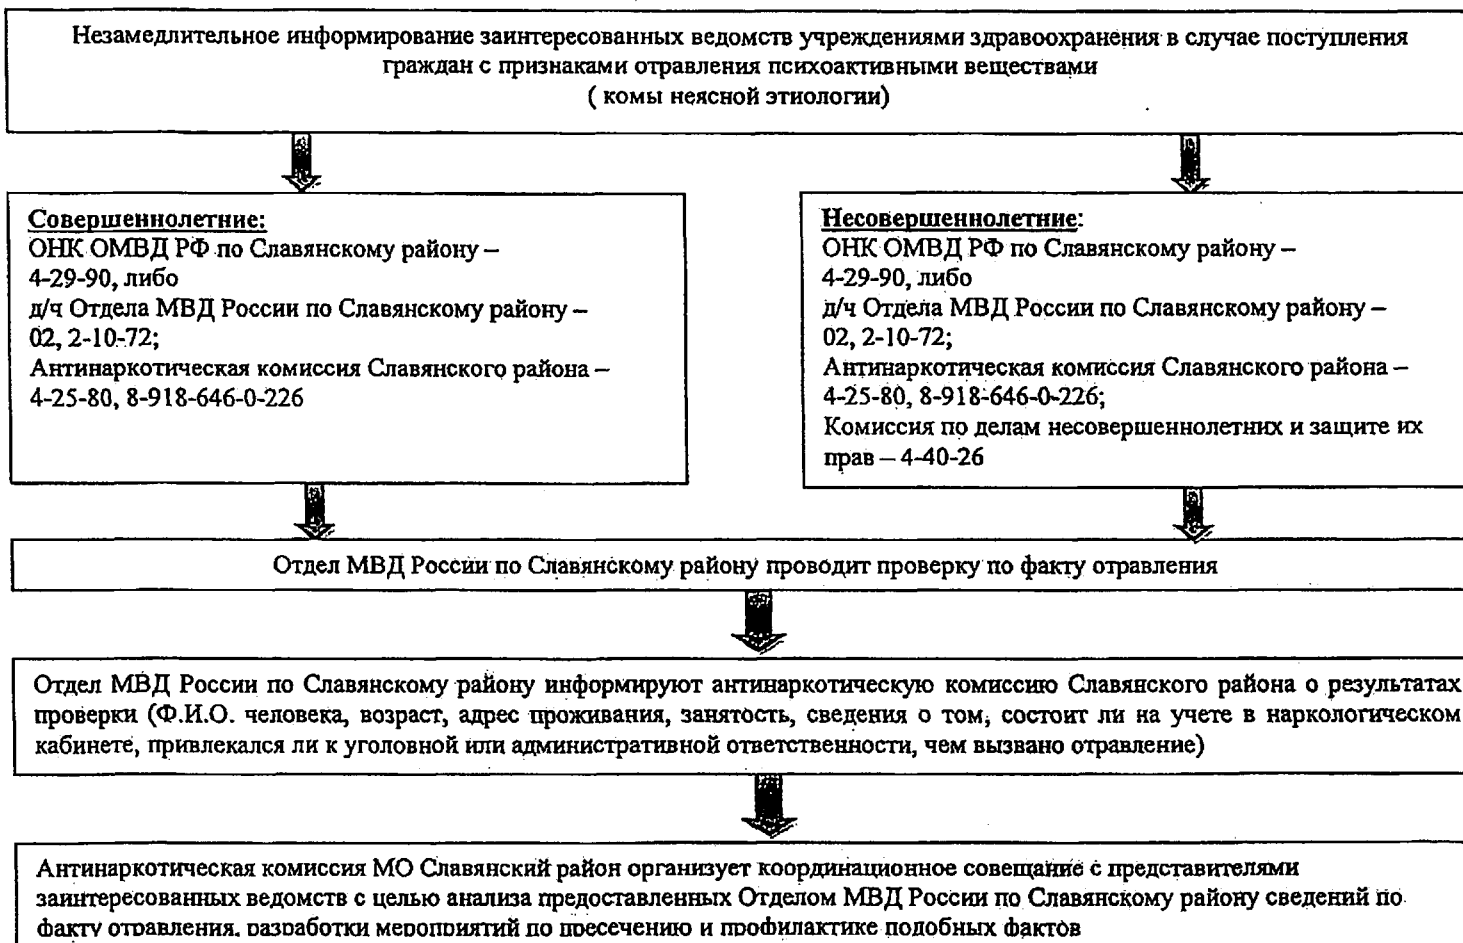 Незамедлительное информирование заинтересованных ведомств учреждениями здравоохранения в случае поступления
граждан с признаками отравления психоактивными веществами
( комы неясной этиологии)
Совершеннолетние:
ОНК ОМВД РФ по Славянскому району –
4-29-90, либо
д/ч Отдела МВД России по Славянскому району –
02, 2-10-72;
Антинаркотическая комиссия Славянского района –
4-25-80, 8-918-646-0-226
Несовершеннолетние:
ОНК ОМВД РФ по Славянскому району –
4-29-90, либо
д/ч Отдела МВД России по Славянскому району –
02, 2-10-72;
Антинаркотическая комиссия Славянского района –
4-25-80, 8-918-646-0-226;
Комиссия по делам несовершеннолетних и защите их
прав – 4-40-26
Отдел МВД России по Славянскому району проводит проверку по факту отравления
Отдел МВД России по Славянскому району информируют антинаркотическую комиссию Славянского района о результатах
проверки (Ф.И.О. человека, возраст, адрес проживания, занятость, сведения о том, состоит ли на учете в наркологическом
кабинете, привлекался ли к уголовной или административной ответственности, чем вызвано отравление)
Антинаркотическая комиссия МО Славянский район организует координационное совещание с представителями
заинтересованных ведомств с целью анализа предоставленных Отделом МВД России по Славянскому району сведений по
факту отравления, разработки мероприятий по пресечению и профилактике подобных фактов